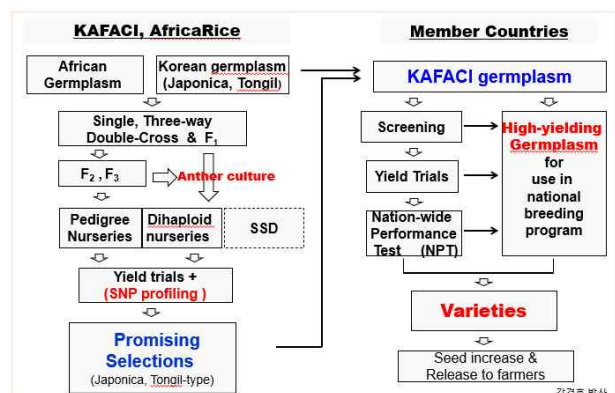 KAFACI, AfricaRice
African
Germplasm
Korean germplasm
(Japonica, Tongil)
Single, Three-way
Double-Cross & F1
F2 , F3
Anther culture
Pedigree
Nurseries
Dihaploid
nurseries
SSD
Yield trials +
(SNP profiling )
Promising
Selections
(Japonica, Tongil-type)
Member Countries
KAFACI germplasm
Screening
Yield Trials
Nation-wide
Performance
Test (NPT)
High-yielding
Germplasm
for
use in
national
breeding
program
Varieties
Seed increase &
Release to farmers